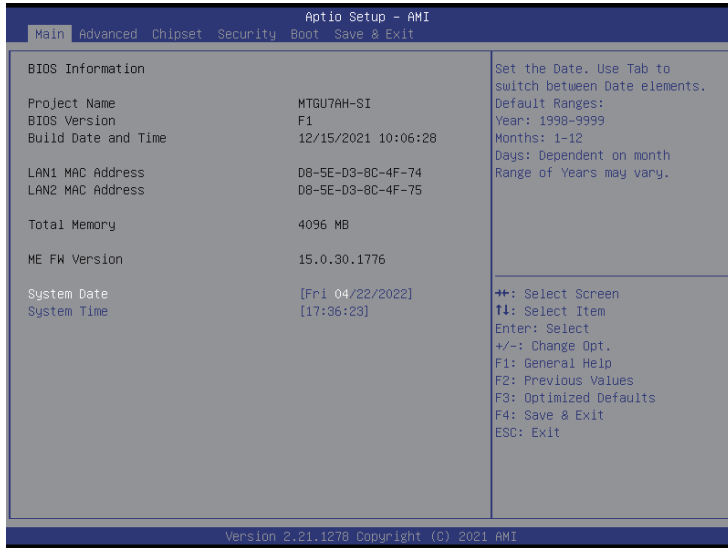 Aptio Setup – AMI
Main Advanced Chipset Security Boot Save & Exit
BIOS Information
Project Name MTGU7AH-SI
BIOS Version F1
Build Date and Time 12/15/2021 10:06:28
LAN1 MAC Address D8-5E-D3-8C-4F-74
LAN2 MAC Address D8-5E-D3-8C-4F-75
Total Memory 4096 MB
ME FW Version 15.0.30.1776
System Date [Fri 04/22/2022]
System Time [17:36:23]
Set the Date. Use Tab to
switch between Date elements.
Default Ranges:
Year: 1998-9999
Months: 1-12
Days: Dependent on month
Range of Years may vary.
→←: Select Screen
↑↓: Select Item
Enter: Select
+/-: Change Opt.
F1: General Help
F2: Previous Values
F3: Optimized Defaults
F4: Save & Exit
ESC: Exit
Version 2.21.1278 Copyright (C) 2021 AMI